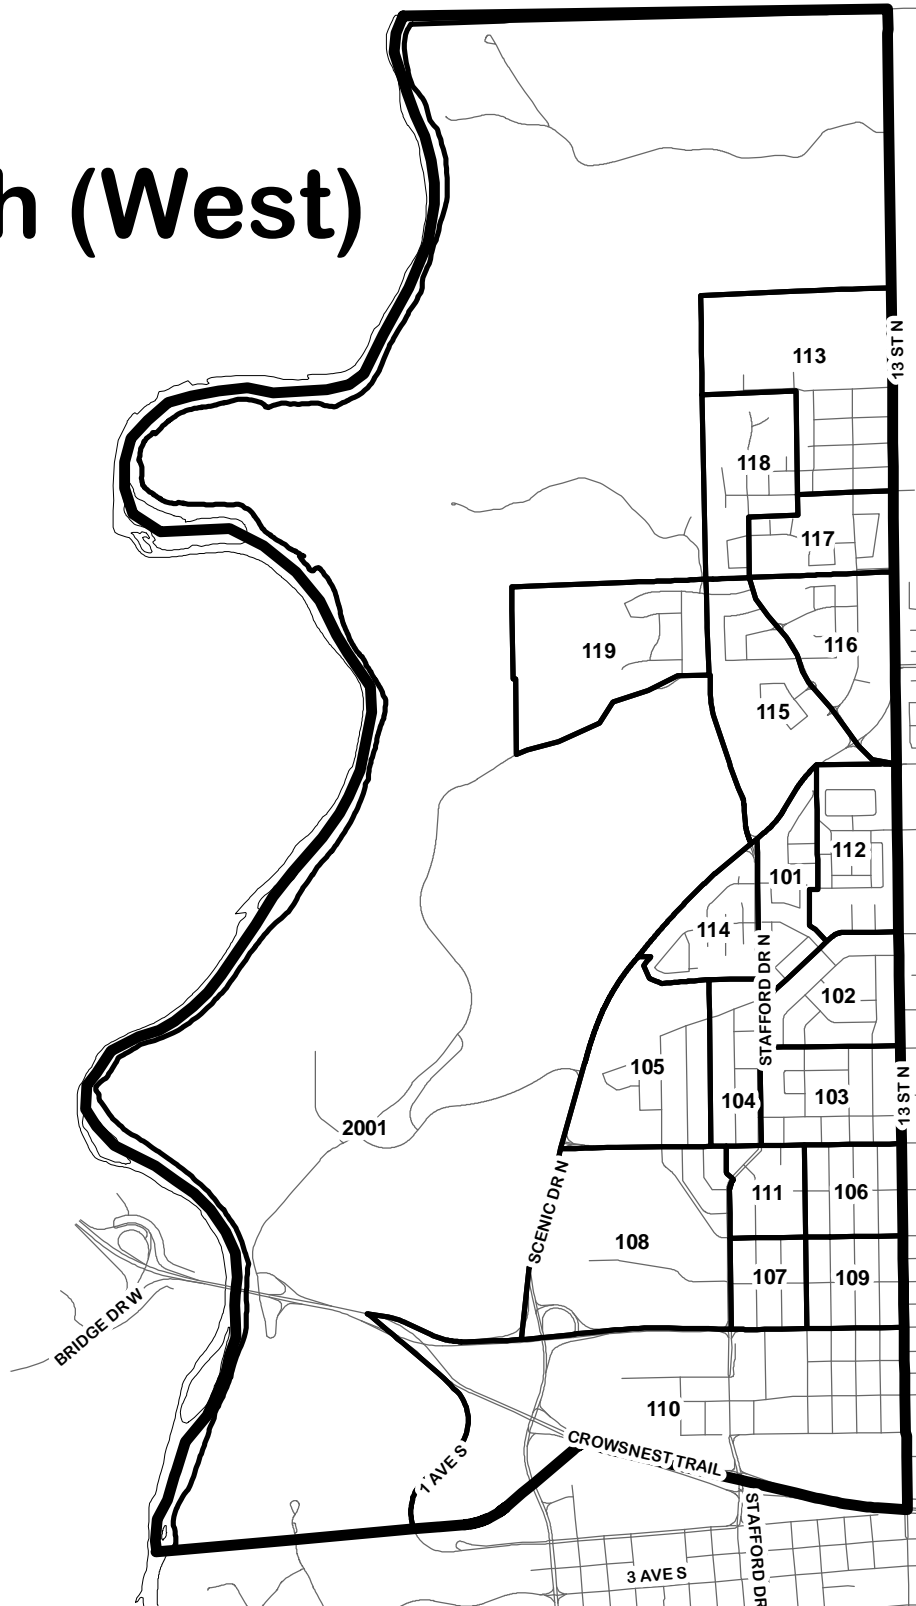 h (West)
13 ST N
113
118
117
116
119
115
112
101
114
STAFFORD DR N
102
105
104
103
13 ST N
2001
SCENIC DR N
111
106
108
107
109
BRIDGE DR W
110
CROWSNEST TRAIL
1 AVE S
STAFFORD DR
3 AVE S